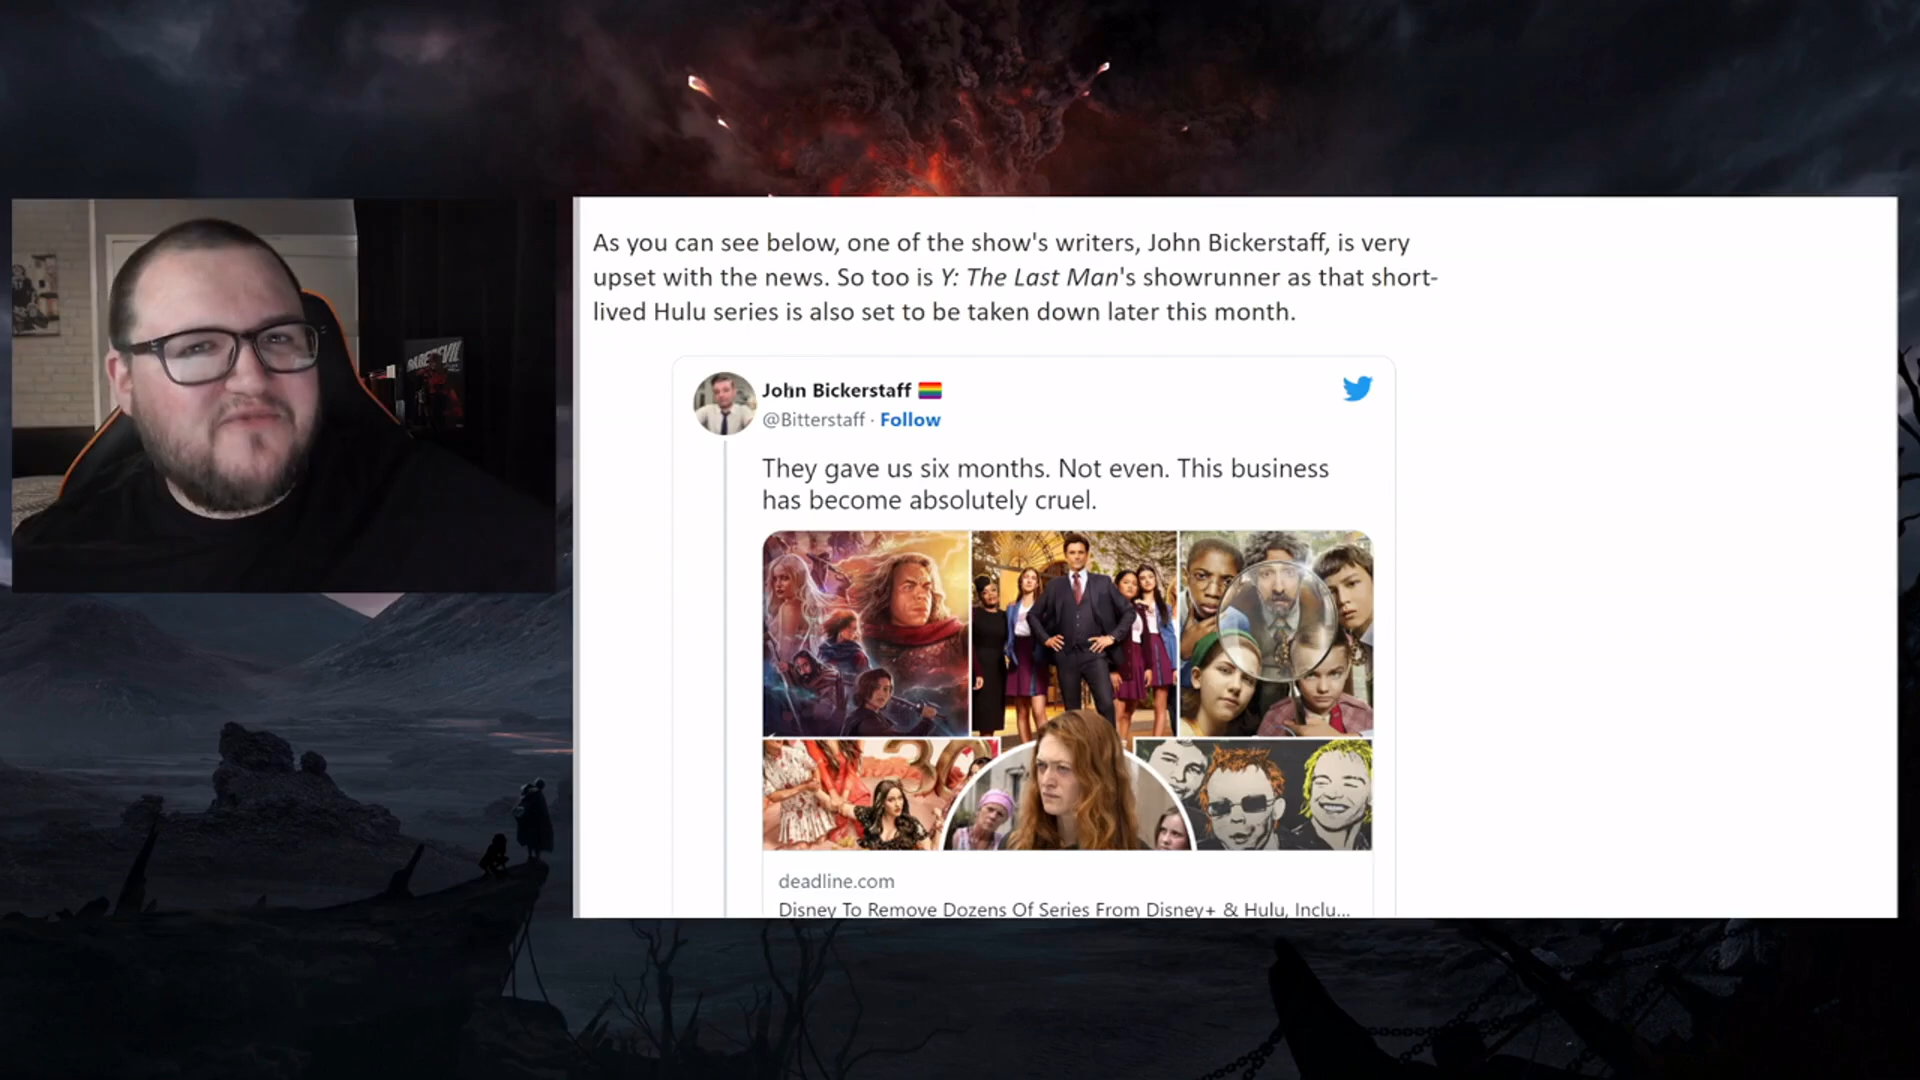 As you can see below, one of the show's writers, John Bickerstaff, is very
upset with the news. So too is Y: The Last Man's showrunner as that short-
lived Hulu series is also set to be taken down later this month.
John Bickerstaff
@Bitterstaff · Follow
They gave us six months. Not even. This business
has become absolutely cruel.
30
deadline.com
Disney To Remove Dozens Of Series From Disney+ & Hulu, Inclu...
DAREDEVIL